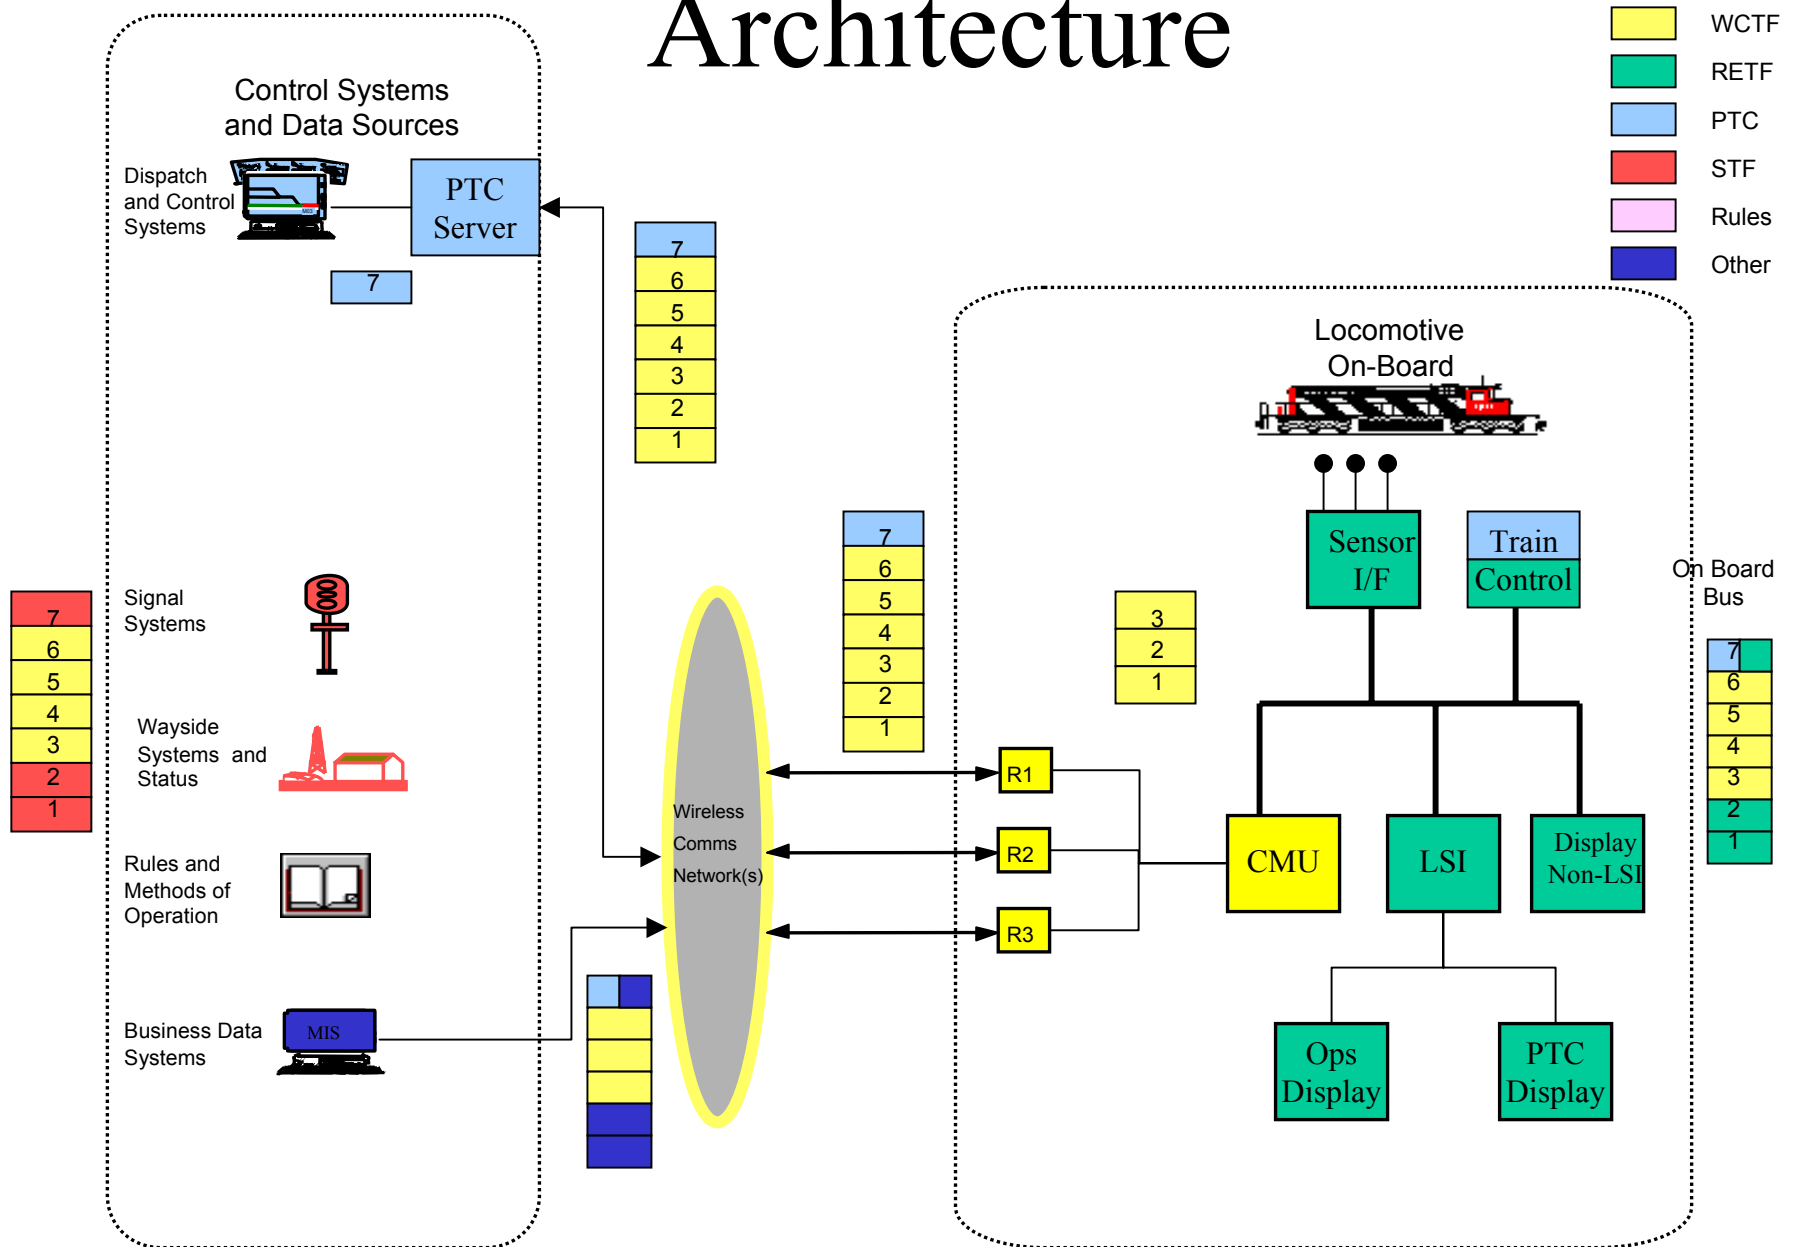 Architecture
WCTF
RETF
PTC
STF
Rules
Other
Control Systems
and Data Sources
Dispatch
and Control
Systems
PTC
Server
7
7
6
5
4
3
2
1
Locomotive
On-Board
7
6
5
4
3
2
1
Sensor
I/F
Train
Control
On Board
Bus
3
2
1
7
6
5
4
3
2
1
7
6
5
4
3
2
1
Signal
Systems
Wayside
Systems and
Status
Rules and
Methods of
Operation
Business Data
Systems
MIS
Wireless
Comms
Network(s)
R1
R2
R3
CMU
LSI
Display
Non-LSI
Ops
Display
PTC
Display